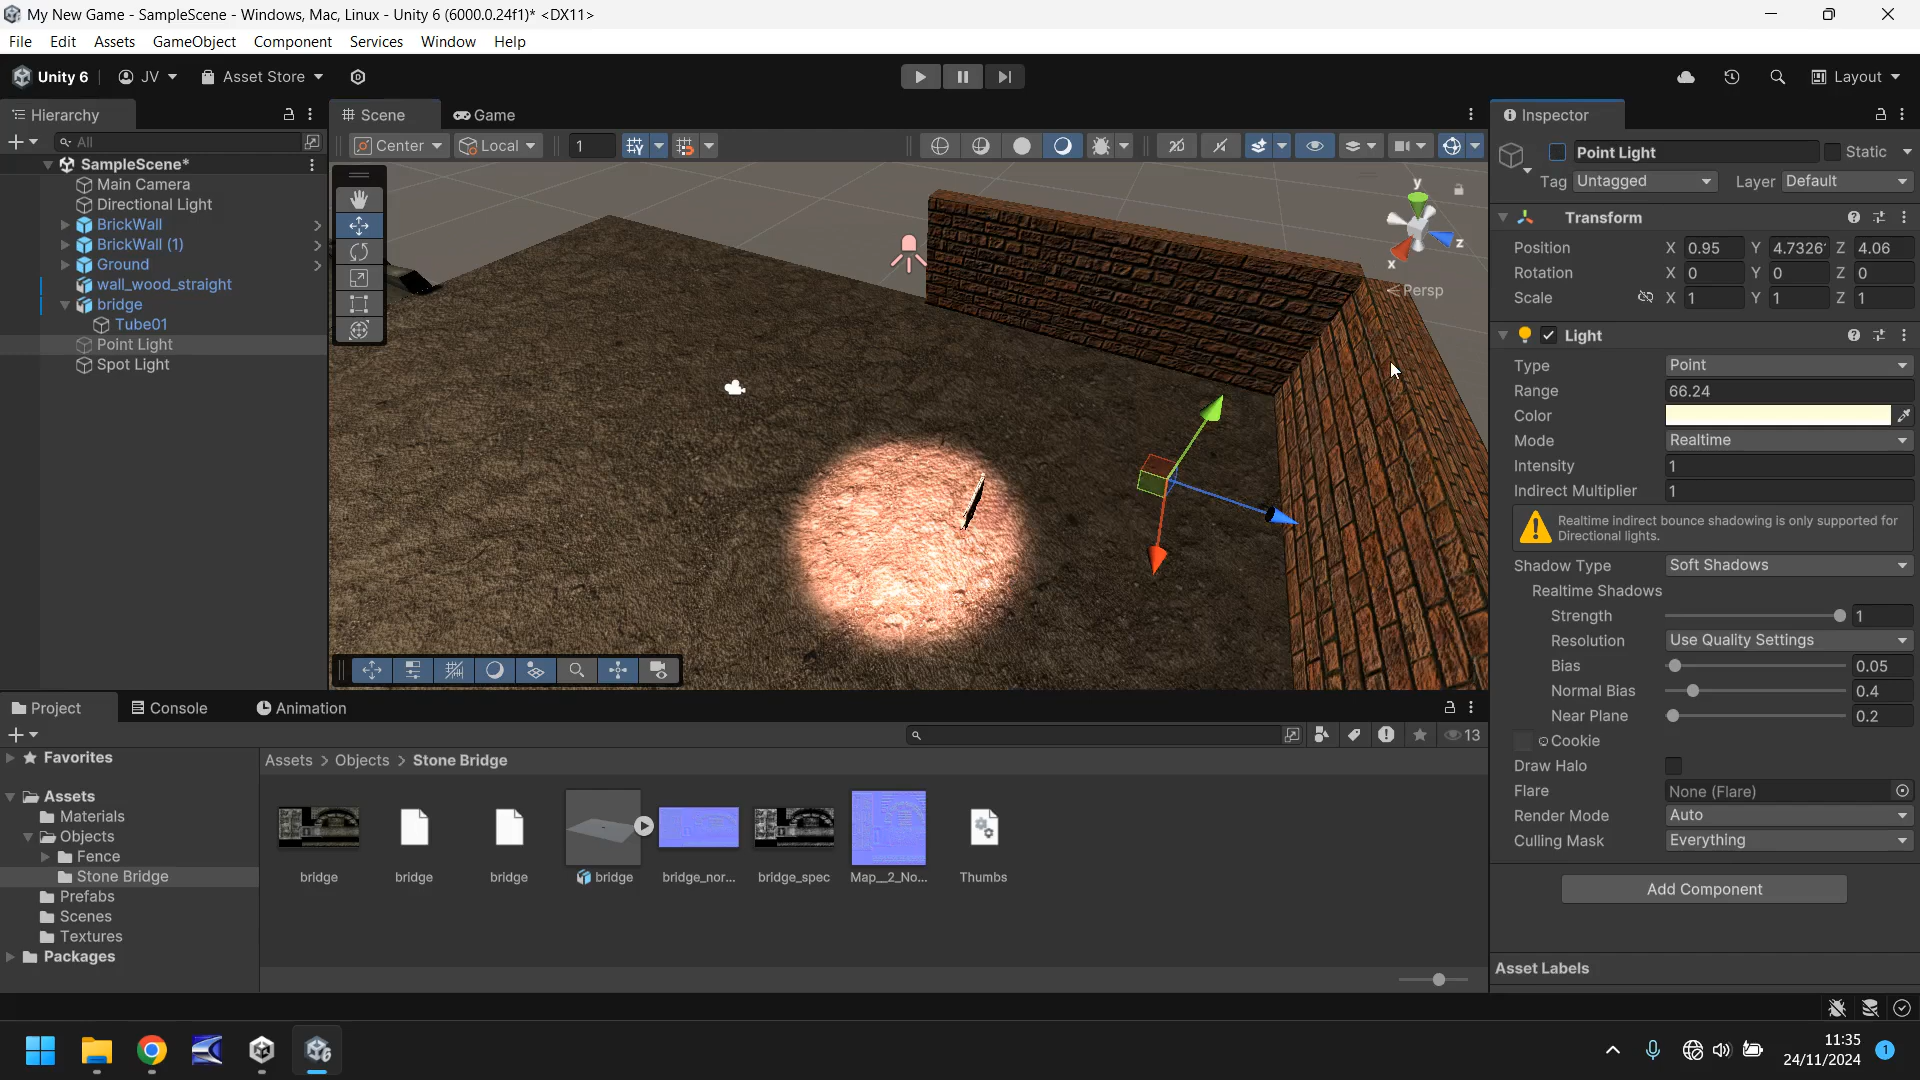 My New Game - SampleScene - Windows, Mac, Linux - Unity 6 (6000.0.24f1)* <DX11>
File Edit Assets GameObject Component Services Window Help
Unity 6 JV Asset Store Layout
Hierarchy Scene Game Inspector
All Center Local 1 Point Light Static
SampleScene* Tag Untagged Layer Default
Main Camera
Directional Light
BrickWall
BrickWall (1)
Ground
wall_wood_straight
bridge
Tube01
Point Light
Spot Light
y
z
x
Persp
Transform
Position X 0.95 Y 4.7326 Z 4.06
Rotation X 0 Y 0 Z 0
Scale X 1 Y 1 Z 1
Light
Type Point
Range 66.24
Color
Mode Realtime
Intensity 1
Indirect Multiplier 1
Realtime indirect bounce shadowing is only supported for
Directional lights.
Shadow Type Soft Shadows
Realtime Shadows
Strength 1
Resolution Use Quality Settings
Bias 0.05
Normal Bias 0.4
Near Plane 0.2
Cookie
Draw Halo
Flare None (Flare)
Render Mode Auto
Culling Mask Everything
Add Component
Asset Labels
Project Console Animation
13
Favorites
Assets
Materials
Objects
Fence
Stone Bridge
Prefabs
Scenes
Textures
Packages
Assets > Objects > Stone Bridge
bridge bridge bridge bridge bridge_nor... bridge_spec Map__2_No... Thumbs
11:35
24/11/2024
1